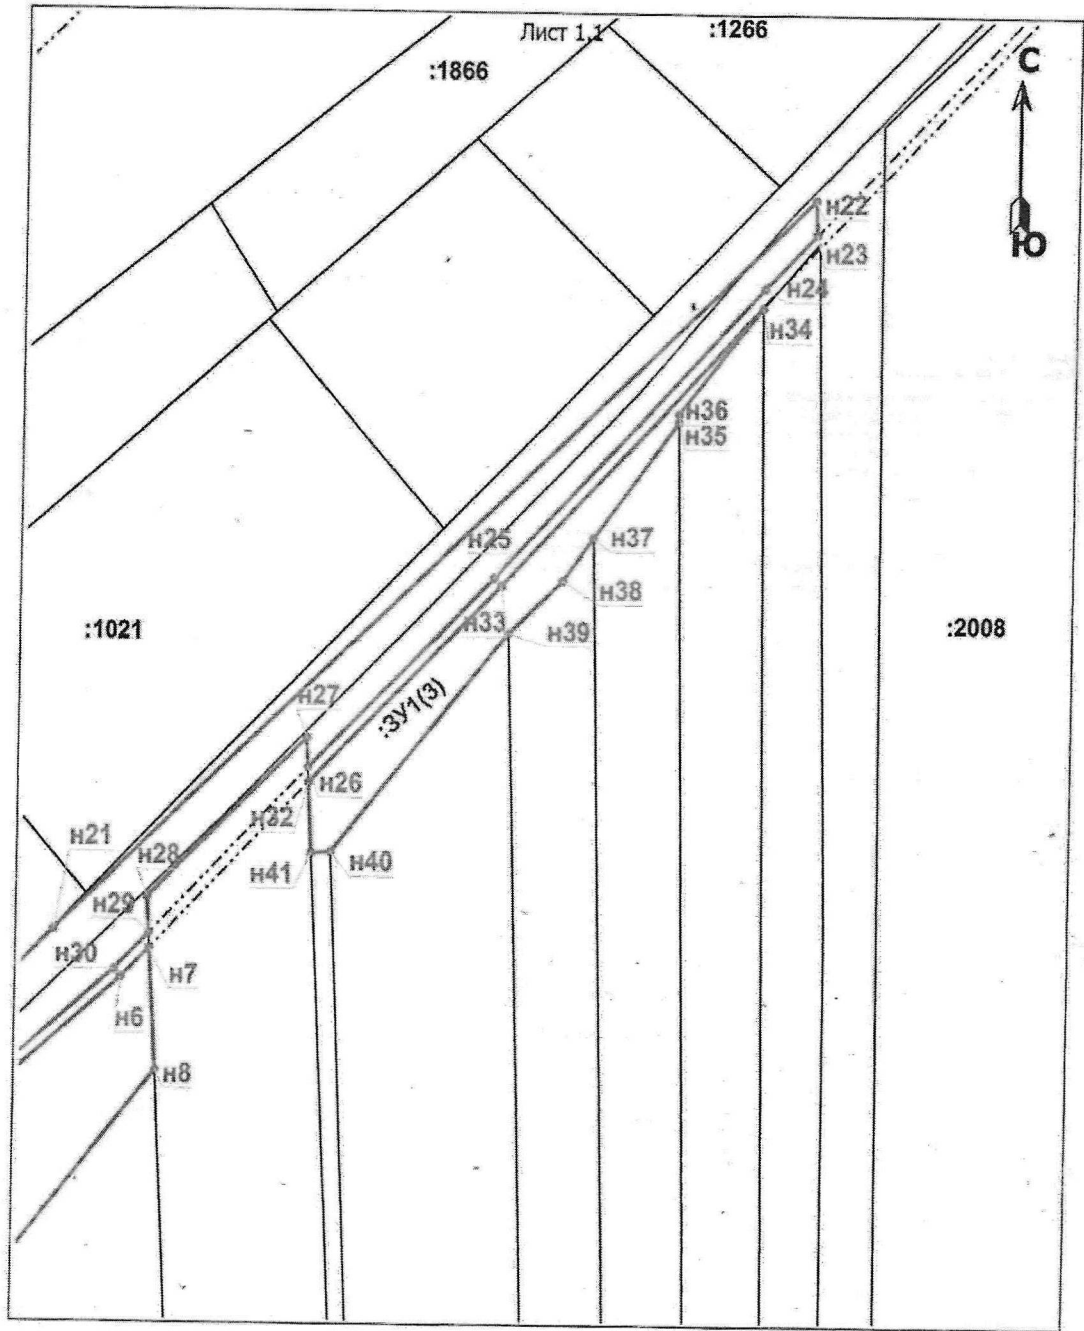 Лист 1.1
:1266
:1866
С
Ю
н22
н23
н24
н34
н36
н35
н25
н37
н38
н33
н39
:1021
:2008
н27
:ЗУ1(3)
н26
н32
н21
н28
н41
н40
н29
н30
н7
н6
н8